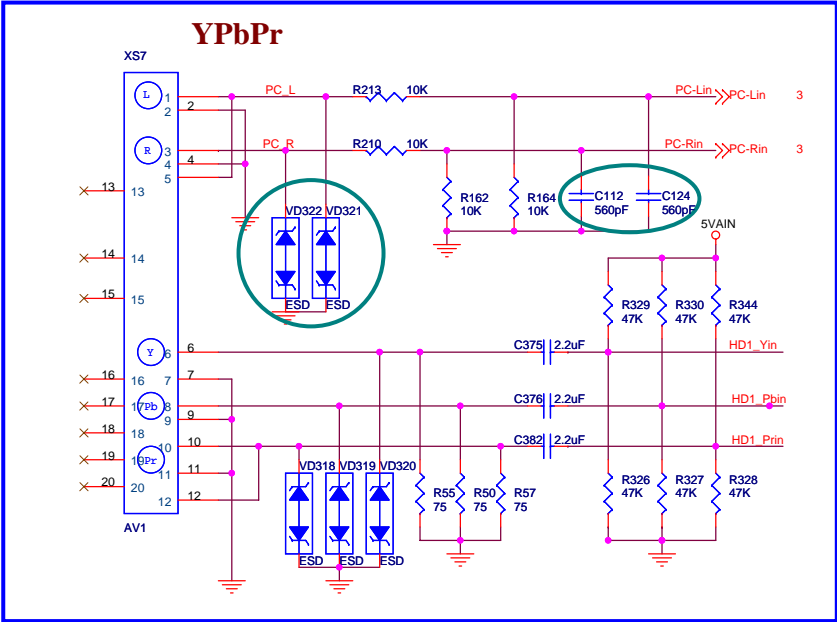 YPbPr
XS7
L 1 PC_L R213 10K PC-Lin PC-Lin 3
2 2
R 3 PC_R R210 10K PC-Rin PC-Rin 3
4 4
5
13 13
R162 10K
R164 10K
C112 560pF
C124 560pF
VD322 VD321
5VAIN
14
15
ESD ESD
R329 47K
R330 47K
R344 47K
Y 6 6 C375 2.2uF HD1_Yin
16 16 7 7
17 17 Pb 8 C376 2.2uF HD1_Pbin
9 9
18 18
10 10 C382 2.2uF HD1_Prin
19 19 Pr
11 11
20 20
12 12
VD318 VD319 VD320
R55 75
R50 75
R57 75
R326 47K
R327 47K
R328 47K
AV1
ESD ESD ESD